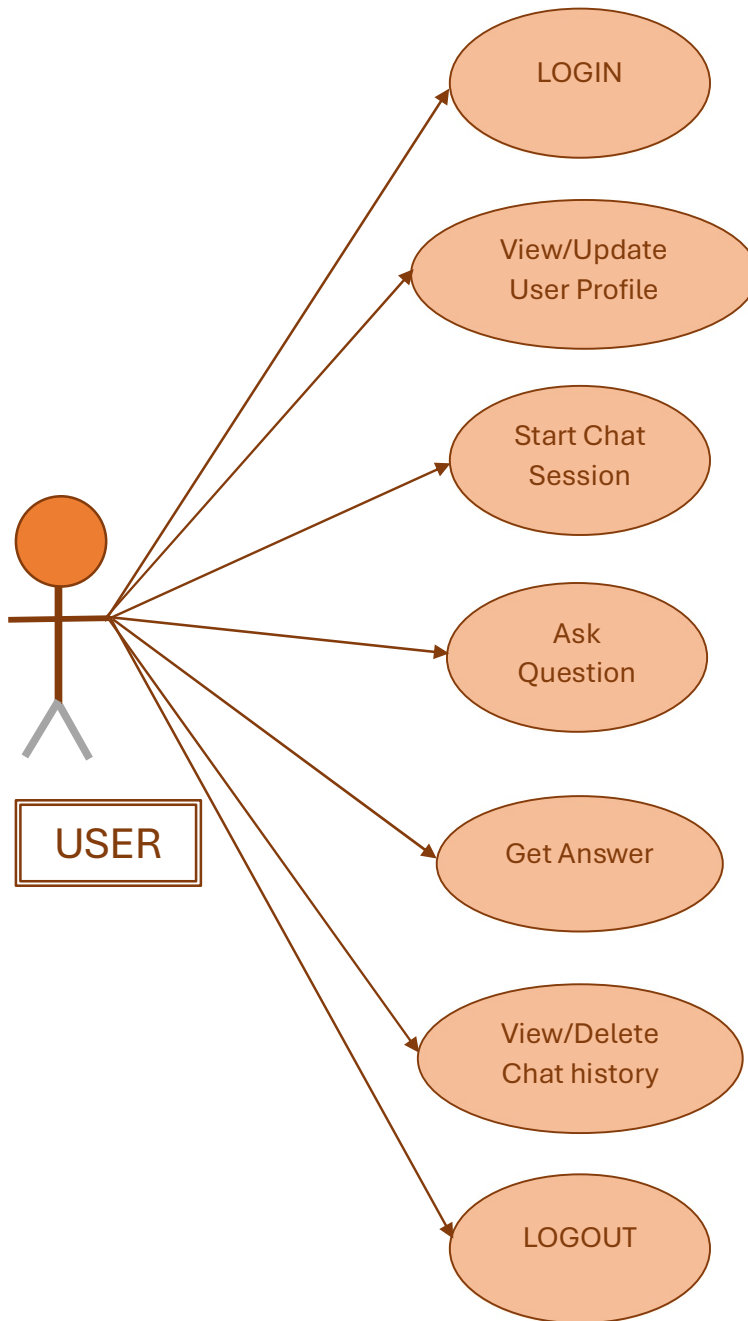 LOGIN
View/Update
User Profile
Start Chat
Session
Ask
Question
USER
Get Answer
View/Delete
Chat history
LOGOUT